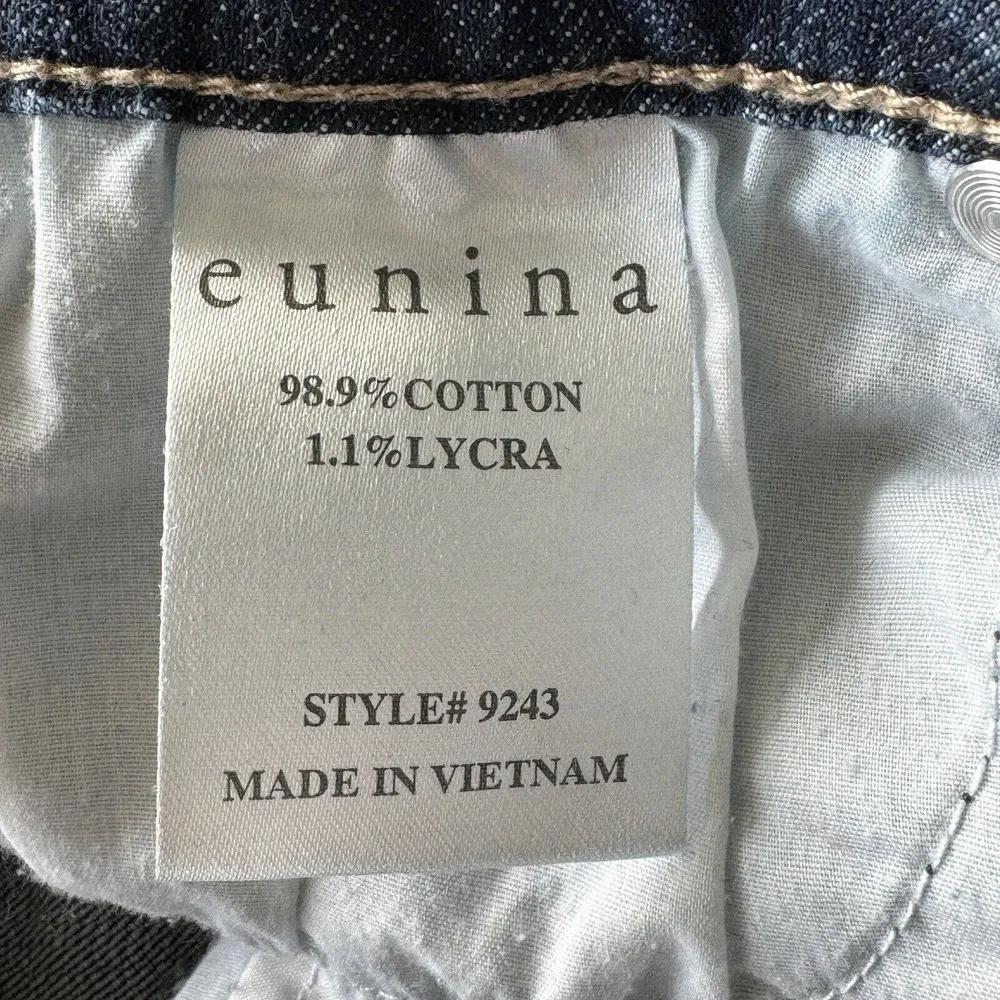 eunina
98.9% COTTON
1.1% LYCRA
STYLE# 9243
MADE IN VIETNAM